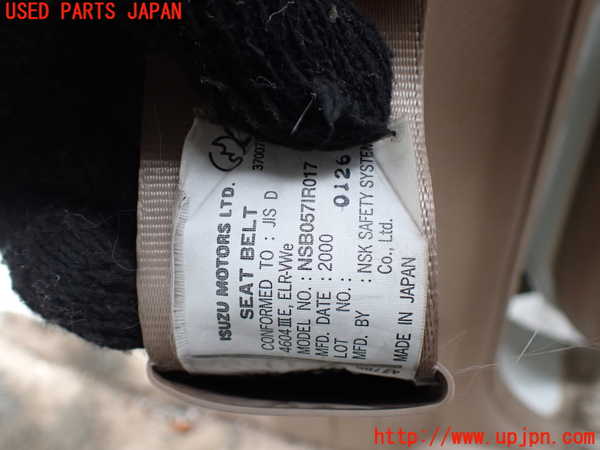 USED PARTS JAPAN
ISUZU MOTORS LTD.
SEAT BELT
CONFORMED TO : JIS D
4604ⅢE, ELR-VWe
MODEL NO.: NSB057IR017
MFD. DATE : 2000
LOT NO.: 0126
MFD. BY : NSK SAFETY SYSTEM
Co., Ltd.
MADE IN JAPAN
http://www.upjpn.com/